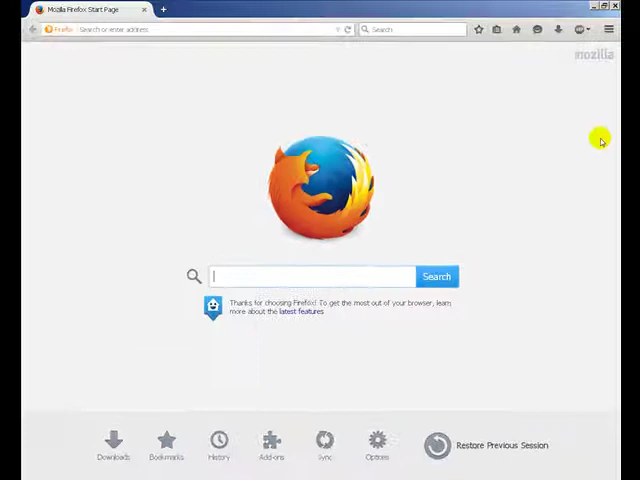 Mozilla Firefox Start Page
Firefox
Search or enter address
Search
mozilla
Search
Thanks for choosing Firefox! To get the most out of your browser, learn
more about the latest features
Downloads
Bookmarks
History
Add-ons
Sync
Options
Restore Previous Session